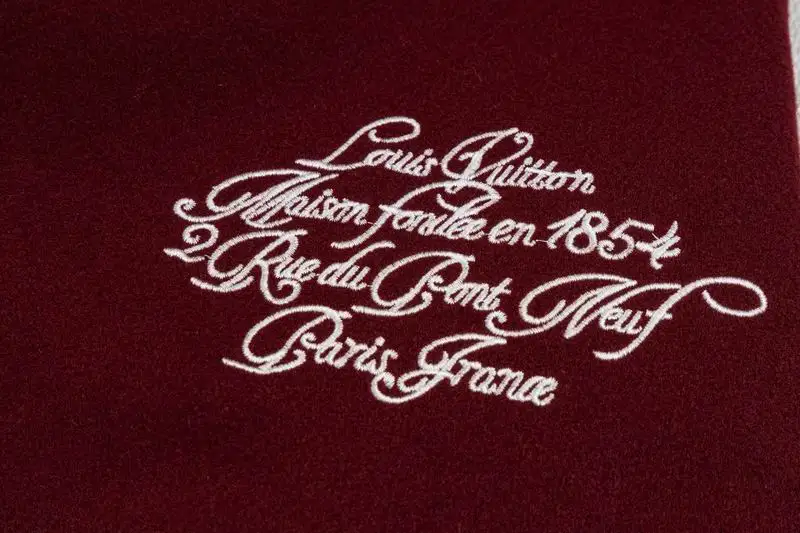 Louis Vuitton
Maison fondée en 1854
2 Rue du Pont Neuf
Paris France